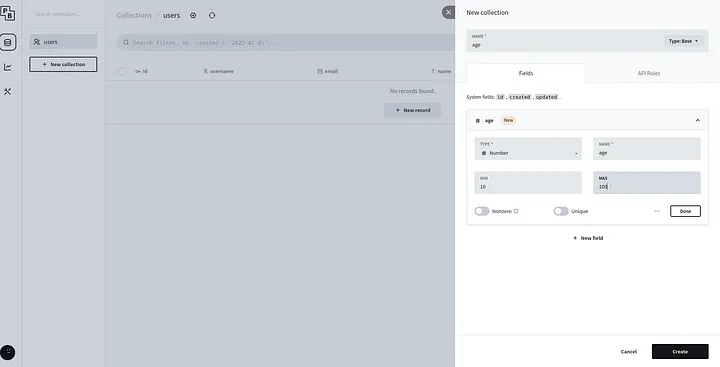 PB
Search collections...
users
+ New collection
Collections / users
Search filter, ex. created > "2022-01-01"...
id
username
email
name
No records found.
+ New record
New collection
NAME *
age
Type: Base
Fields
API Rules
System fields: id , created , updated .
# age New
TYPE *
# Number
NAME *
age
MIN
10
MAX
100
Nonzero
Unique
Done
+ New field
Cancel
Create